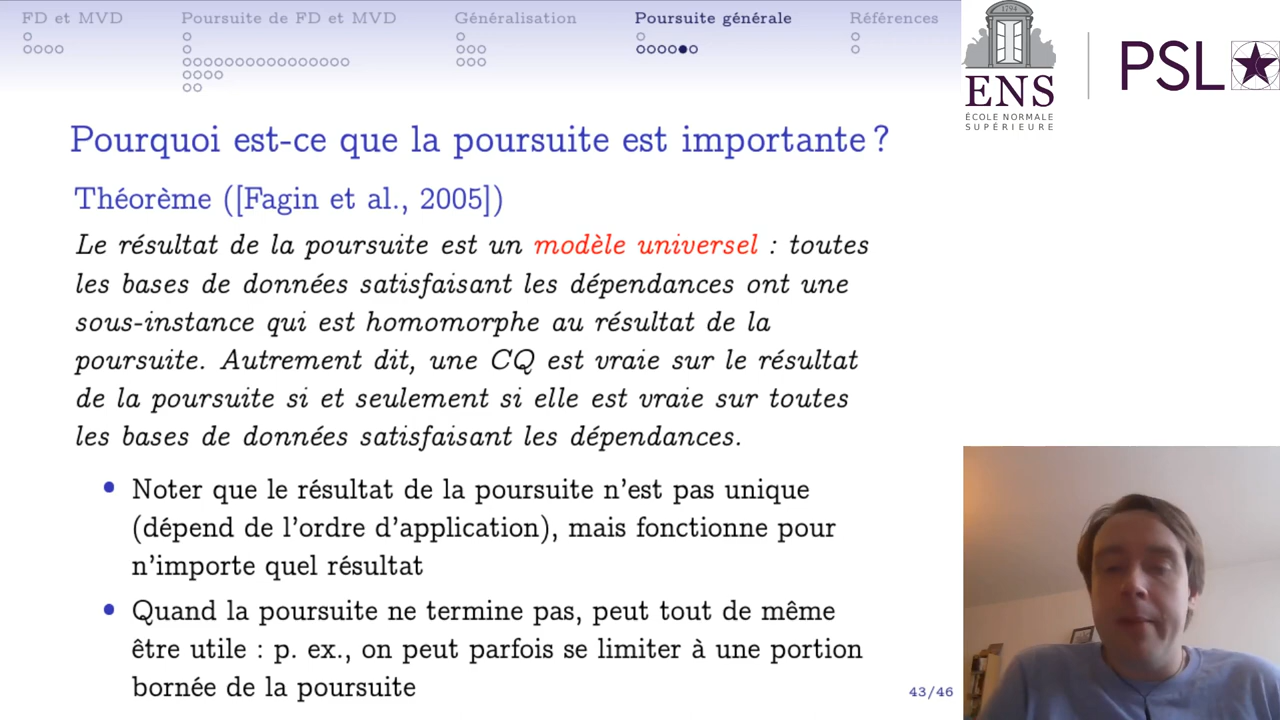 FD et MVD
Poursuite de FD et MVD
Généralisation
Poursuite générale
Références
1794
ENS
ÉCOLE NORMALE
SUPÉRIEURE
PSL
Pourquoi est-ce que la poursuite est importante ?
Théorème ([Fagin et al., 2005])
Le résultat de la poursuite est un modèle universel : toutes
les bases de données satisfaisant les dépendances ont une
sous-instance qui est homomorphe au résultat de la
poursuite. Autrement dit, une CQ est vraie sur le résultat
de la poursuite si et seulement si elle est vraie sur toutes
les bases de données satisfaisant les dépendances.
• Noter que le résultat de la poursuite n'est pas unique
(dépend de l'ordre d'application), mais fonctionne pour
n'importe quel résultat
• Quand la poursuite ne termine pas, peut tout de même
être utile : p. ex., on peut parfois se limiter à une portion
bornée de la poursuite
43/46